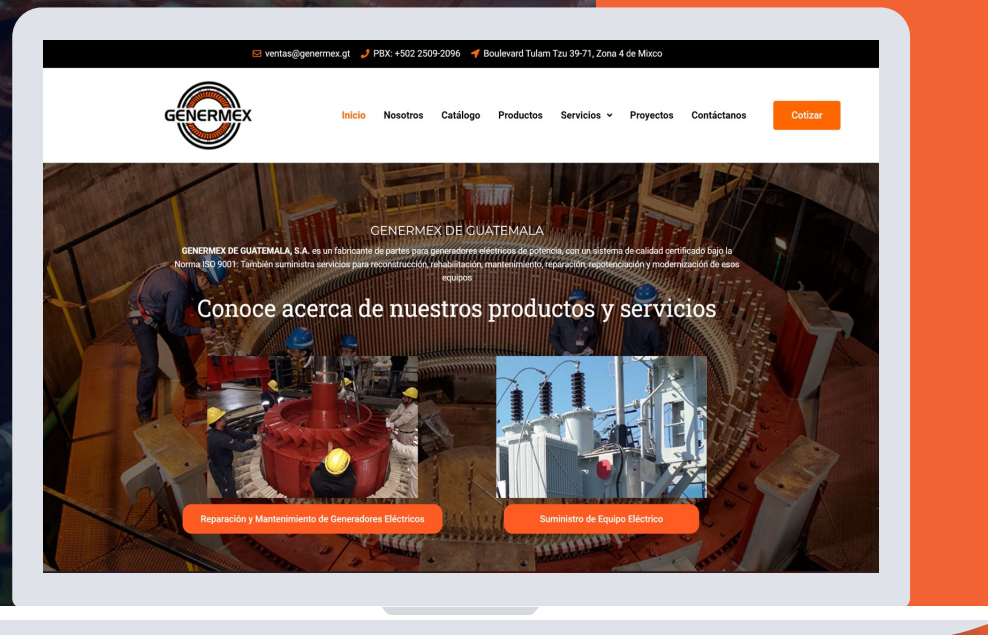 ventas@genermex.gt PBX: +502 2509-2096 Boulevard Tulam Tzu 39-71, Zona 4 de Mixco
GENERMEX
Inicio Nosotros Catálogo Productos Servicios Proyectos Contáctanos Cotizar
GENERMEX DE GUATEMALA
GENERMEX DE GUATEMALA, S.A. es un fabricante de partes para generadores eléctricos de potencia, con un sistema de calidad certificado bajo la
Norma ISO 9001: También suministra servicios para reconstrucción, rehabilitación, mantenimiento, reparación, repotenciación y modernización de esos
equipos
Conoce acerca de nuestros productos y servicios
Reparación y Mantenimiento de Generadores Eléctricos
Suministro de Equipo Eléctrico